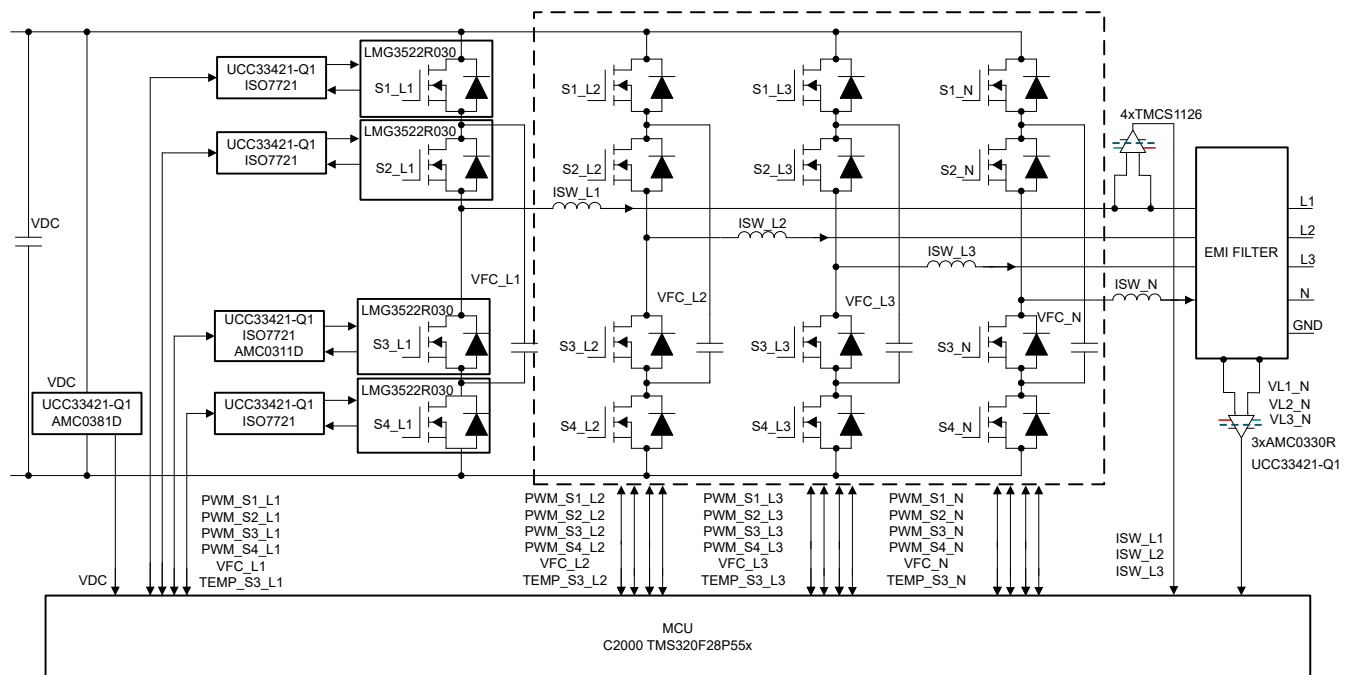 LMG3522R030
UCC33421-Q1
ISO7721
S1_L1
S1_L2
S1_L3
S1_N
4xTMCS1126
LMG3522R030
UCC33421-Q1
ISO7721
S2_L1
S2_L2
S2_L3
S2_N
VDC
ISW_L1
L1
ISW_L2
L2
ISW_L3
EMI FILTER
L3
ISW_N
N
VFC_L1
VFC_L2
VFC_L3
VFC_N
GND
LMG3522R030
UCC33421-Q1
ISO7721
AMC0311D
S3_L1
S3_L2
S3_L3
S3_N
VDC
UCC33421-Q1
AMC0381D
LMG3522R030
UCC33421-Q1
ISO7721
S4_L1
S4_L2
S4_L3
S4_N
VL1_N
VL2_N
VL3_N
3xAMC0330R
UCC33421-Q1
PWM_S1_L1
PWM_S2_L1
PWM_S3_L1
PWM_S4_L1
VFC_L1
TEMP_S3_L1
PWM_S1_L2
PWM_S2_L2
PWM_S3_L2
PWM_S4_L2
VFC_L2
TEMP_S3_L2
PWM_S1_L3
PWM_S2_L3
PWM_S3_L3
PWM_S4_L3
VFC_L3
TEMP_S3_L3
PWM_S1_N
PWM_S2_N
PWM_S3_N
PWM_S4_N
VFC_N
TEMP_S3_N
ISW_L1
ISW_L2
ISW_L3
VDC
MCU
C2000 TMS320F28P55x